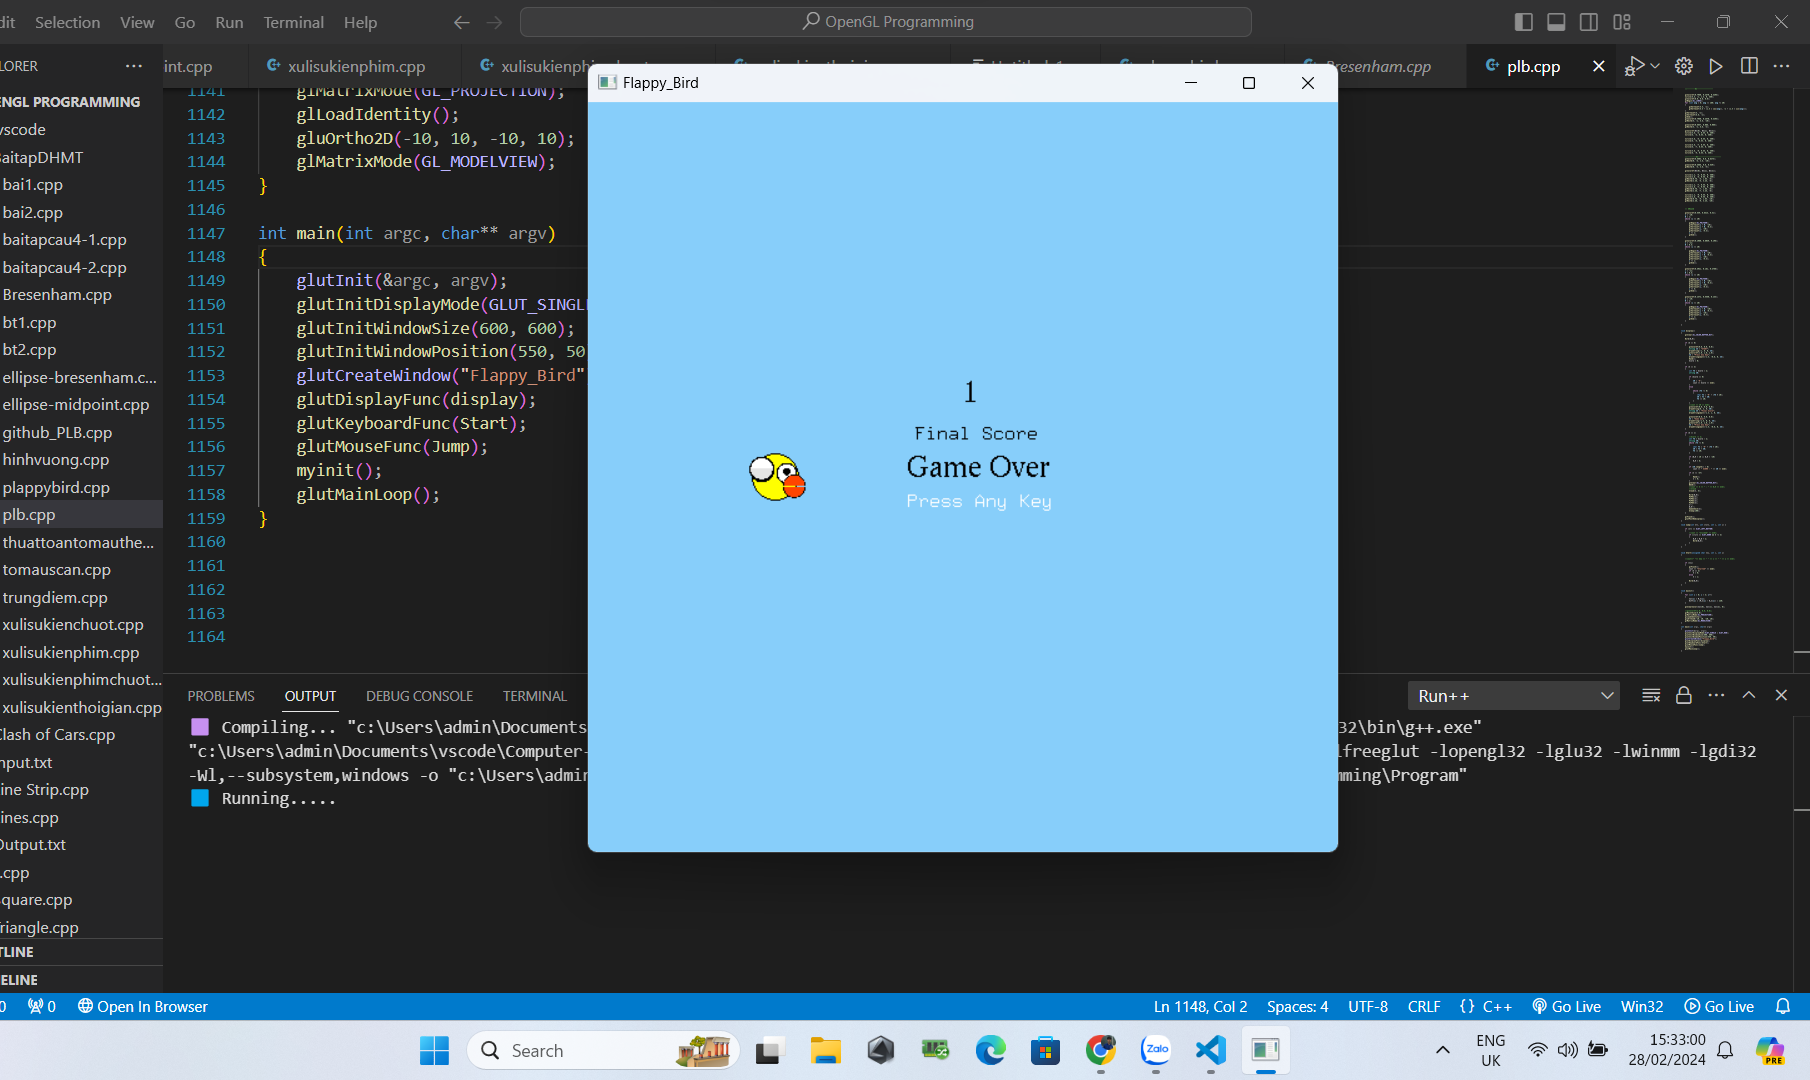 dit Selection View Go Run Terminal Help
OpenGL Programming
LORER
int.cpp xulisukienphim.cpp xulisukienph Bresenham.cpp plb.cpp
ENGL PROGRAMMING
vscode
BaitapDHMT
bai1.cpp
bai2.cpp
baitapcau4-1.cpp
baitapcau4-2.cpp
Bresenham.cpp
bt1.cpp
bt2.cpp
ellipse-bresenham.c...
ellipse-midpoint.cpp
github_PLB.cpp
hinhvuong.cpp
plappybird.cpp
plb.cpp
thuattoantomauthe...
tomauscan.cpp
trungdiem.cpp
xulisukienchuot.cpp
xulisukienphim.cpp
xulisukienphimchuot...
xulisukienthoigian.cpp
lash of Cars.cpp
nput.txt
ine Strip.cpp
ines.cpp
Output.txt
.cpp
quare.cpp
riangle.cpp
TLINE
ELINE
1141 glMatrixMode(GL_PROJECTION);
1142 glLoadIdentity();
1143 gluOrtho2D(-10, 10, -10, 10);
1144 glMatrixMode(GL_MODELVIEW);
1145 }
1146
1147 int main(int argc, char** argv)
1148 {
1149 glutInit(&argc, argv);
1150 glutInitDisplayMode(GLUT_SINGL
1151 glutInitWindowSize(600, 600);
1152 glutInitWindowPosition(550, 50
1153 glutCreateWindow("Flappy_Bird"
1154 glutDisplayFunc(display);
1155 glutKeyboardFunc(Start);
1156 glutMouseFunc(Jump);
1157 myinit();
1158 glutMainLoop();
1159 }
1160
1161
1162
1163
1164
Flappy_Bird
1
Final Score
Game Over
Press Any Key
PROBLEMS OUTPUT DEBUG CONSOLE TERMINAL
Run++
Compiling... "c:\Users\admin\Documents 32\bin\g++.exe"
"c:\Users\admin\Documents\vscode\Computer- lfreeglut -lopengl32 -lglu32 -lwinmm -lgdi32
-Wl,--subsystem,windows -o "c:\Users\admin mming\Program"
Running.....
0 0 Open In Browser
Ln 1148, Col 2 Spaces: 4 UTF-8 CRLF {} C++ Go Live Win32 Go Live
Search
Zalo
PRE
ENG
UK
15:33:00
28/02/2024